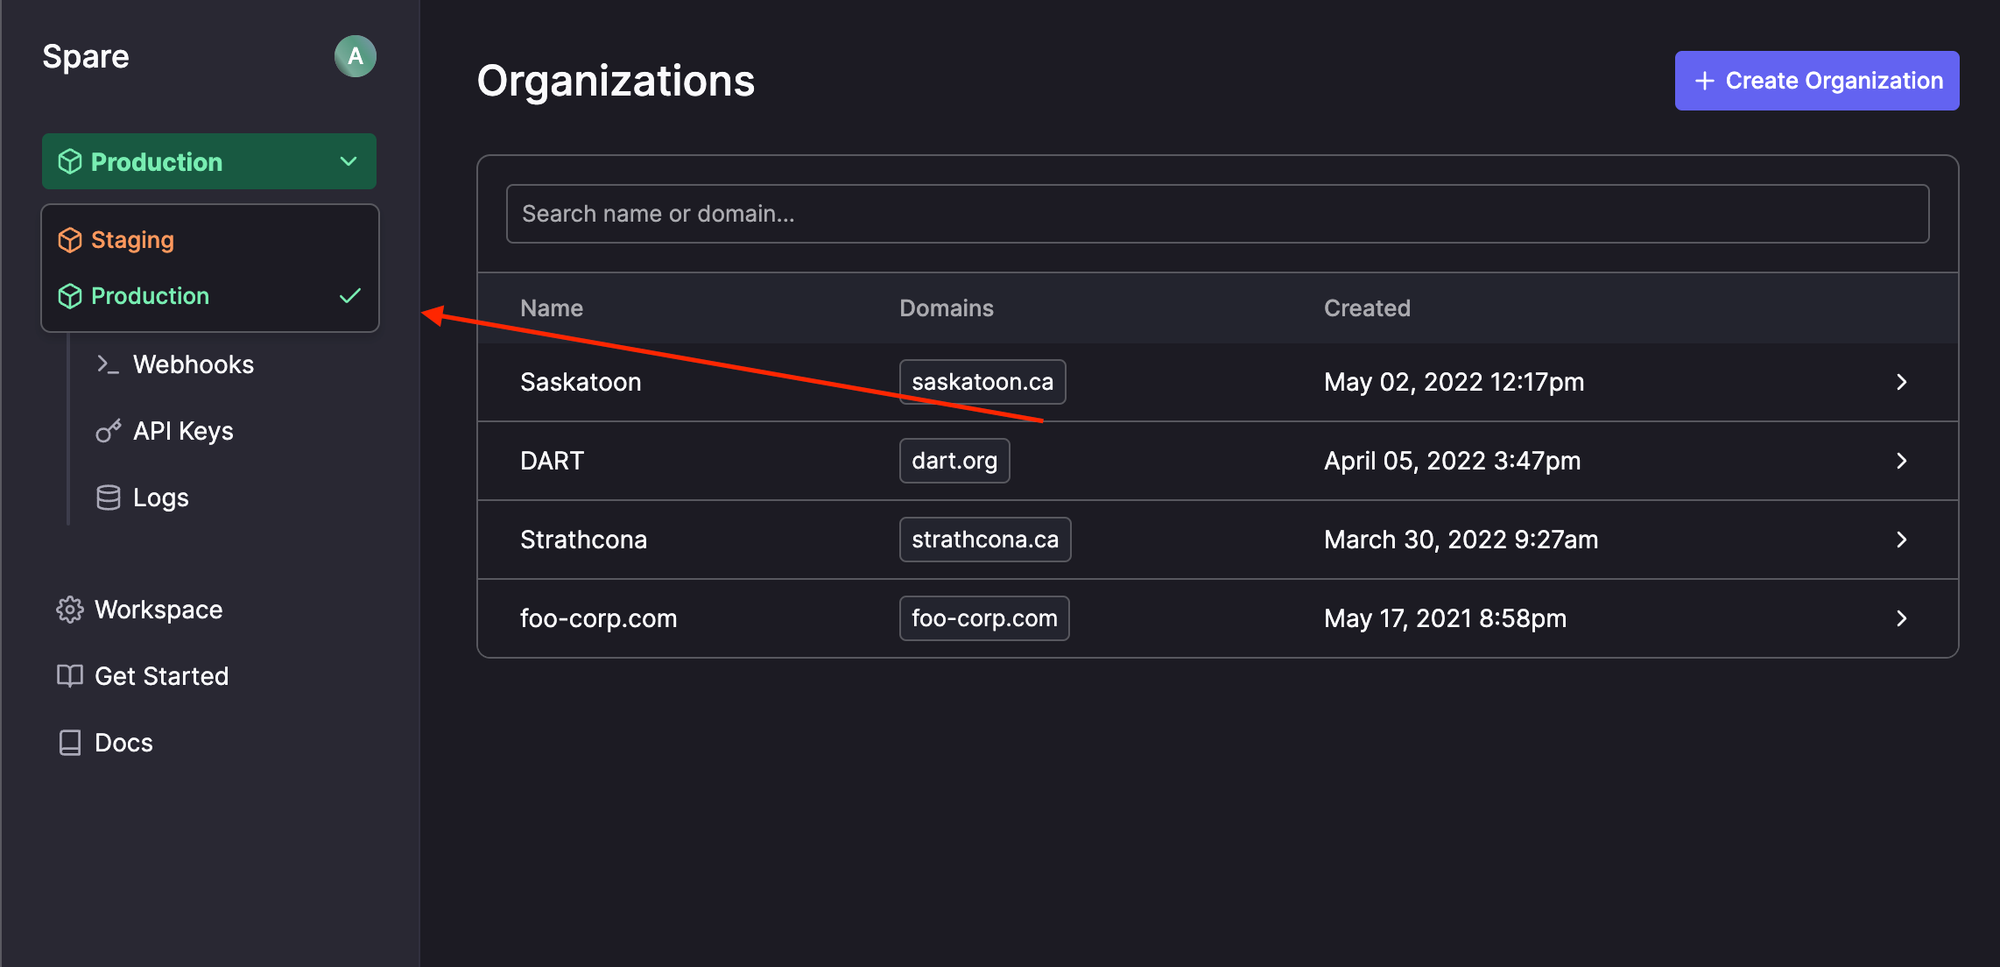 Spare
A
Production
Staging
Production
Webhooks
API Keys
Logs
Workspace
Get Started
Docs
Organizations
+ Create Organization
Search name or domain...
Name Domains Created
Saskatoon saskatoon.ca May 02, 2022 12:17pm
DART dart.org April 05, 2022 3:47pm
Strathcona strathcona.ca March 30, 2022 9:27am
foo-corp.com foo-corp.com May 17, 2021 8:58pm